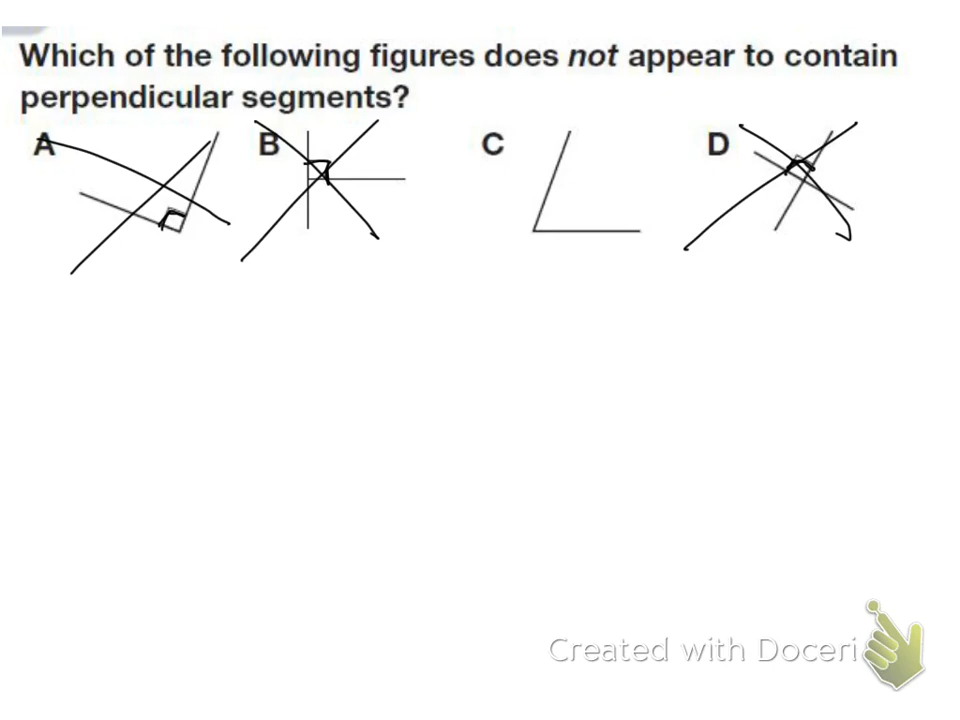 Which of the following figures does not appear to contain
perpendicular segments?
A B C D
Created with Doceri